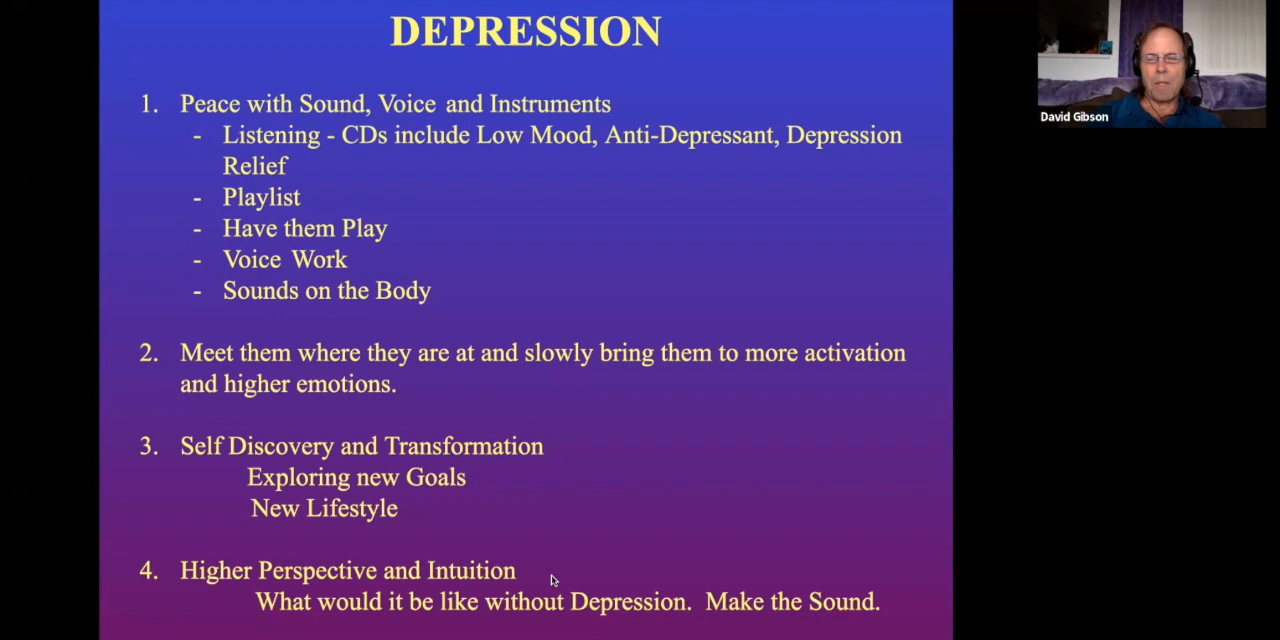 DEPRESSION
1. Peace with Sound, Voice and Instruments
- Listening - CDs include Low Mood, Anti-Depressant, Depression
Relief
- Playlist
- Have them Play
- Voice Work
- Sounds on the Body
2. Meet them where they are at and slowly bring them to more activation
and higher emotions.
3. Self Discovery and Transformation
Exploring new Goals
New Lifestyle
4. Higher Perspective and Intuition
What would it be like without Depression. Make the Sound.
David Gibson